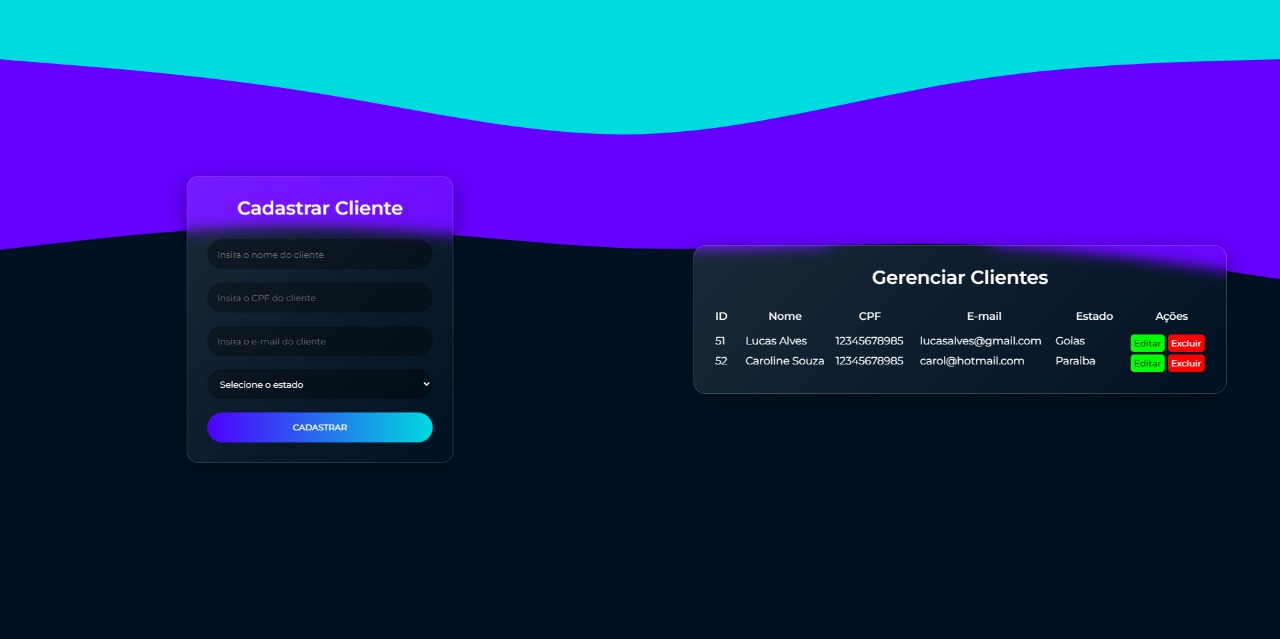 Cadastrar Cliente
Insira o nome do cliente
Insira o CPF do cliente
Insira o e-mail do cliente
Selecione o estado
CADASTRAR
Gerenciar Clientes
ID Nome CPF E-mail Estado Ações
51 Lucas Alves 12345678985 lucasalves@gmail.com Goias Editar Excluir
52 Caroline Souza 12345678985 carol@hotmail.com Paraiba Editar Excluir